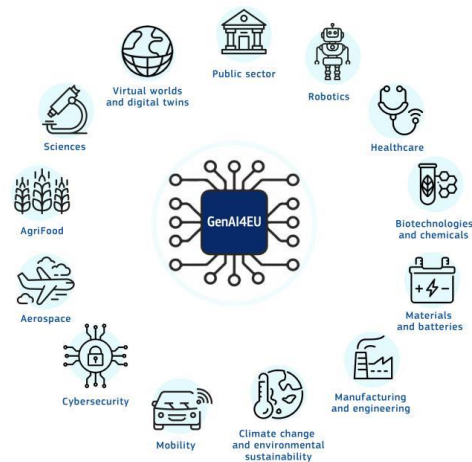 Public sector
Robotics
Healthcare
Biotechnologies
and chemicals
Materials
and batteries
Manufacturing
and engineering
Climate change
and environmental
sustainability
Mobility
Cybersecurity
Aerospace
AgriFood
Sciences
Virtual worlds
and digital twins
GenAI4EU